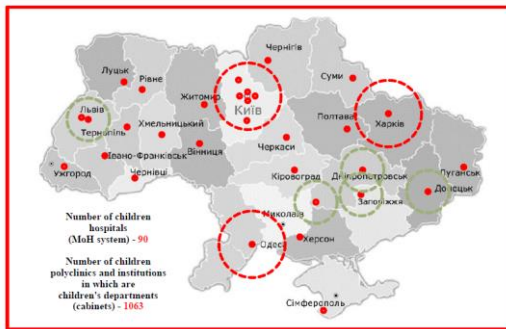 Чернігів
Луцьк
Рівне
Суми
Житомир
Київ
Львів
Полтава
Харків
Тернопіль
Хмельницький
Черкаси
Вінниця
Івано-Франківськ
Ужгород
Чернівці
Кіровоград
Дніпропетровськ
Луганськ
Донецьк
Запоріжжя
Миколаїв
Одеса
Херсон
Сімферополь
Number of children
hospitals
(MoH system) - 90
Number of children
polyclinics and institutions
in which are
children's departments
(cabinets) - 1063